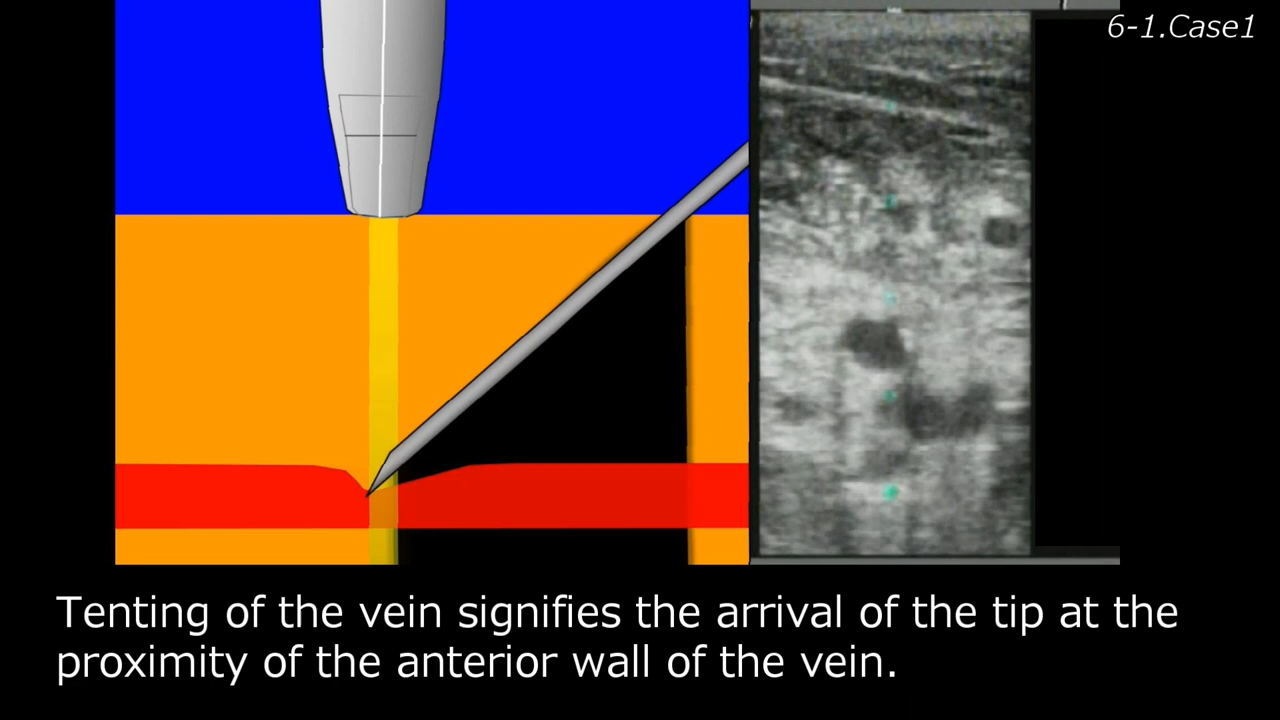 6-1.Case1
Tenting of the vein signifies the arrival of the tip at the
proximity of the anterior wall of the vein.